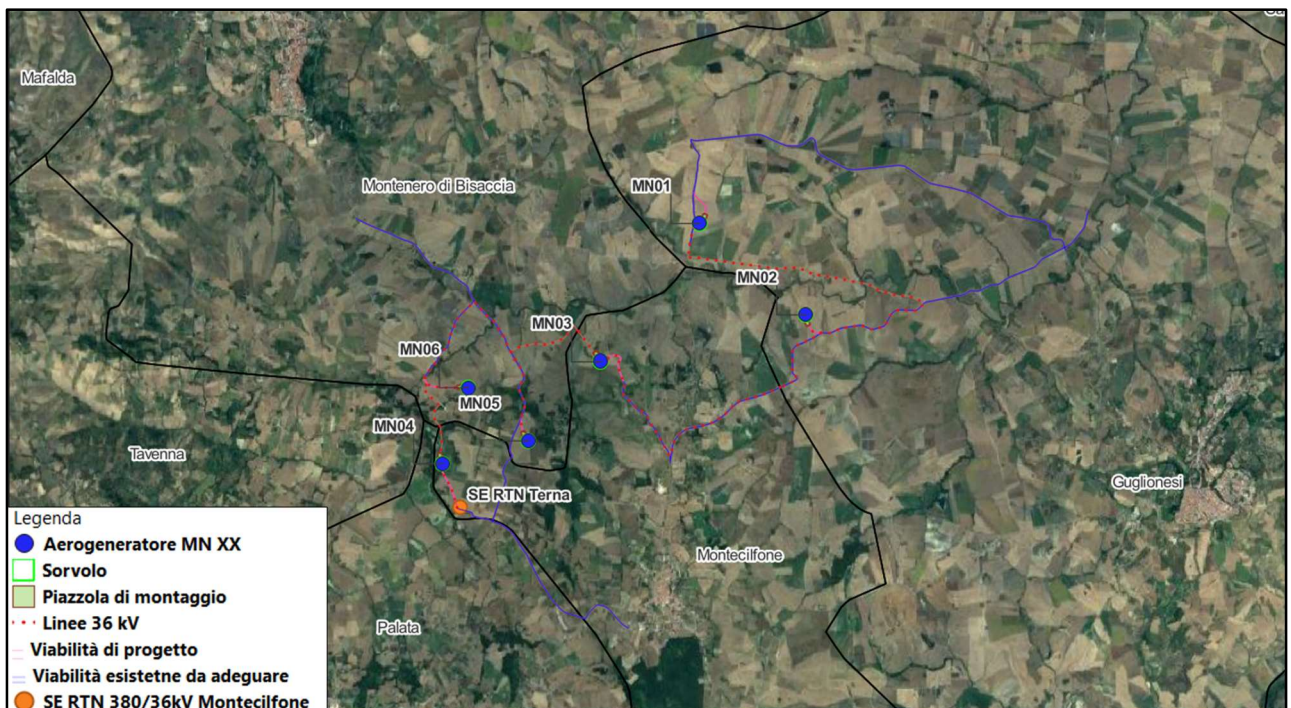 Mafalda
Montenero di Bisaccia
MN01
MN02
MN03
MN06
MN05
MN04
Tavenna
SE RTN Terna
Guglionesi
Montecilfone
Palata
Legenda
Aerogeneratore MN XX
Sorvolo
Piazzola di montaggio
Linee 36 kV
Viabilità di progetto
Viabilità esistetne da adeguare
SE RTN 380/36kV Montecilfone